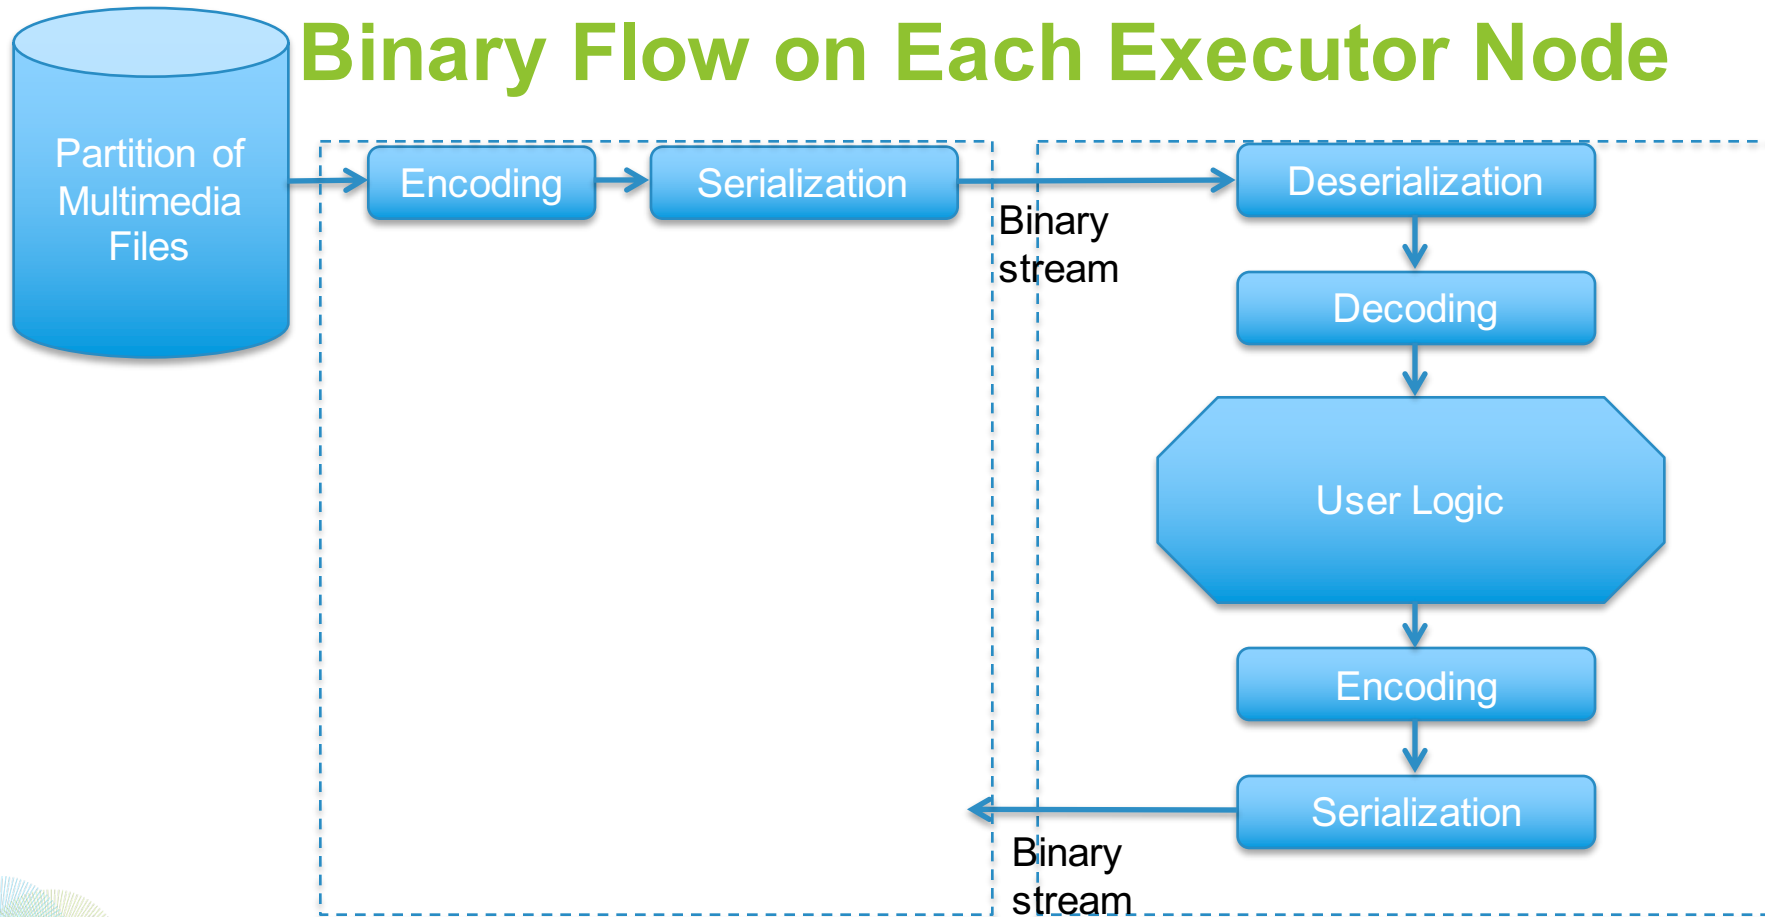 Binary Flow on Each Executor Node
Partition of
Multimedia
Files
Encoding
Serialization
Binary
stream
Deserialization
Decoding
User Logic
Encoding
Serialization
Binary
stream